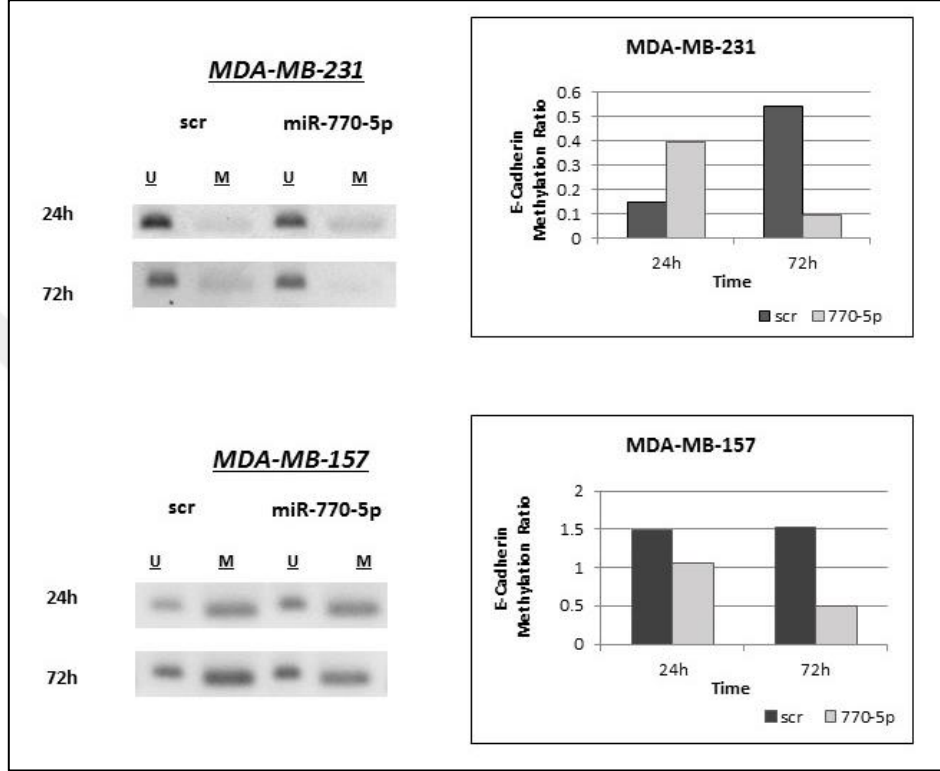 MDA-MB-231
scr miR-770-5p
U M U M
24h
72h
MDA-MB-231
E-Cadherin
Methylation Ratio
0.6
0.5
0.4
0.3
0.2
0.1
0
24h 72h
Time
scr 770-5p
MDA-MB-157
scr miR-770-5p
U M U M
24h
72h
MDA-MB-157
E-Cadherin
Methylation Ratio
2
1.5
1
0.5
0
24h 72h
Time
scr 770-5p